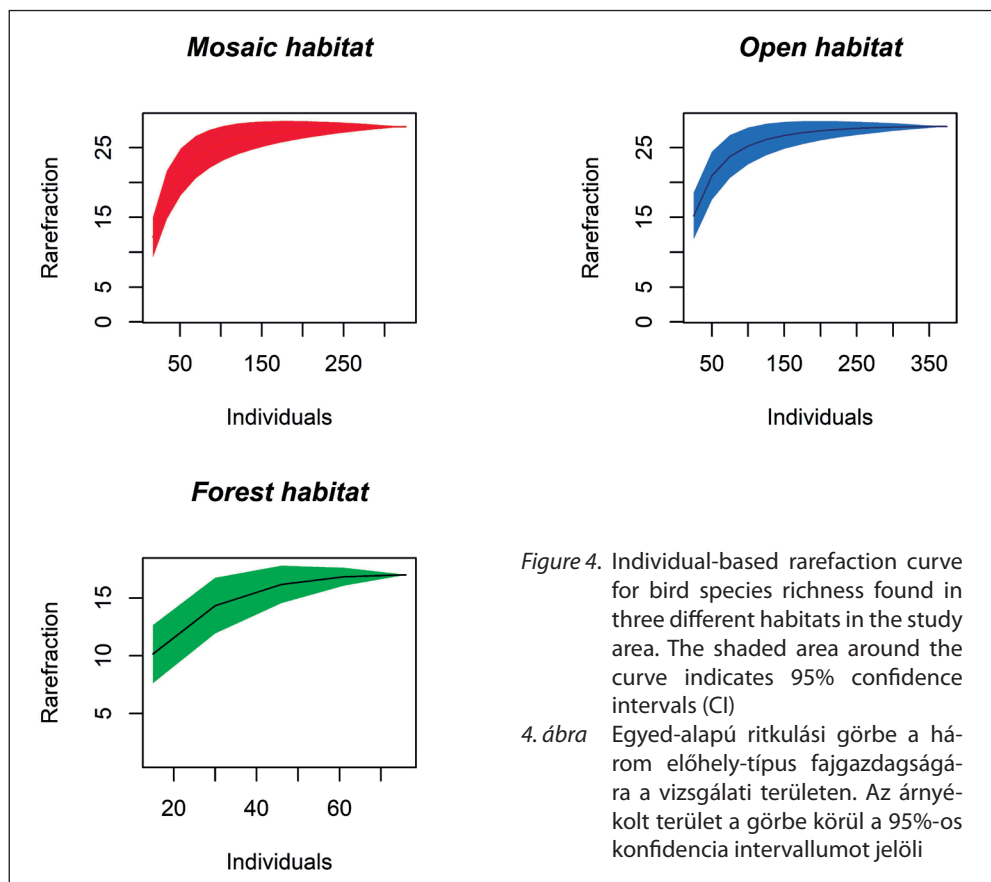 Mosaic habitat
Rarefraction
0
5
15
25
50
150
250
Individuals
Open habitat
Rarefraction
0
5
15
25
50
150
250
350
Individuals
Forest habitat
Rarefraction
5
10
15
20
40
60
Individuals
Figure 4. Individual-based rarefaction curve
for bird species richness found in
three different habitats in the study
area. The shaded area around the
curve indicates 95% confidence
intervals (CI)
4. ábra Egyed-alapú ritkulási görbe a há-
rom előhely-típus fajgazdagságá-
ra a vizsgálati területen. Az árnyé-
kolt terület a görbe körül a 95%-os
konfidencia intervallumot jelöli